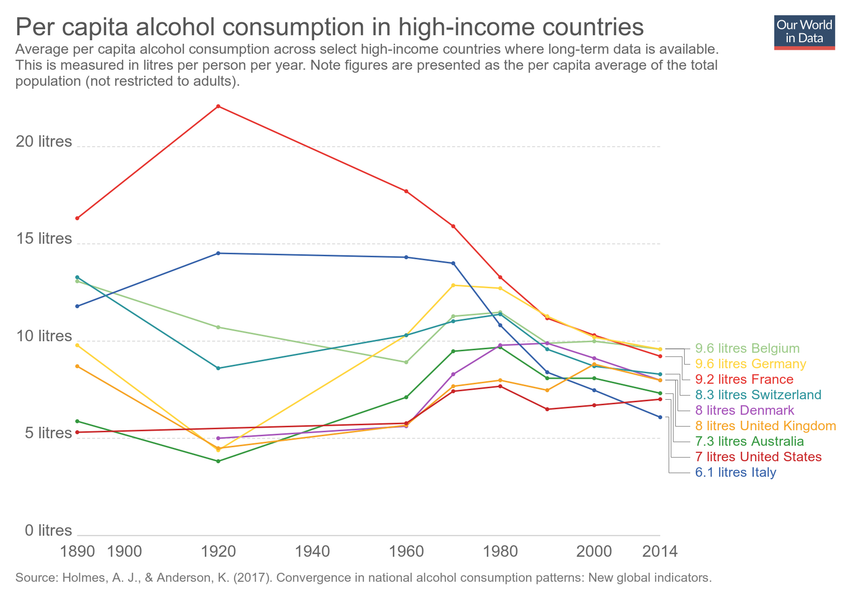 Per capita alcohol consumption in high-income countries
Our World
in Data
Average per capita alcohol consumption across select high-income countries where long-term data is available.
This is measured in litres per person per year. Note figures are presented as the per capita average of the total
population (not restricted to adults).
20 litres
15 litres
10 litres
5 litres
0 litres
9.6 litres Belgium
9.6 litres Germany
9.2 litres France
8.3 litres Switzerland
8 litres Denmark
8 litres United Kingdom
7.3 litres Australia
7 litres United States
6.1 litres Italy
1890 1900 1920 1940 1960 1980 2000 2014
Source: Holmes, A. J., & Anderson, K. (2017). Convergence in national alcohol consumption patterns: New global indicators.